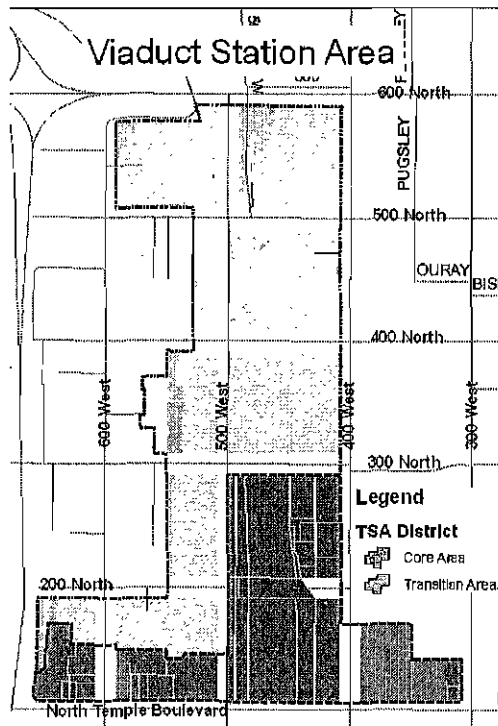 Viaduct Station Area
600 North
PUGSLEY
500 North
OURAY
BIS
400 North
600 West
500 West
400 West
300 West
300 North
Legend
TSA District
Core Area
Transition Area
200 North
North Temple Boulevard